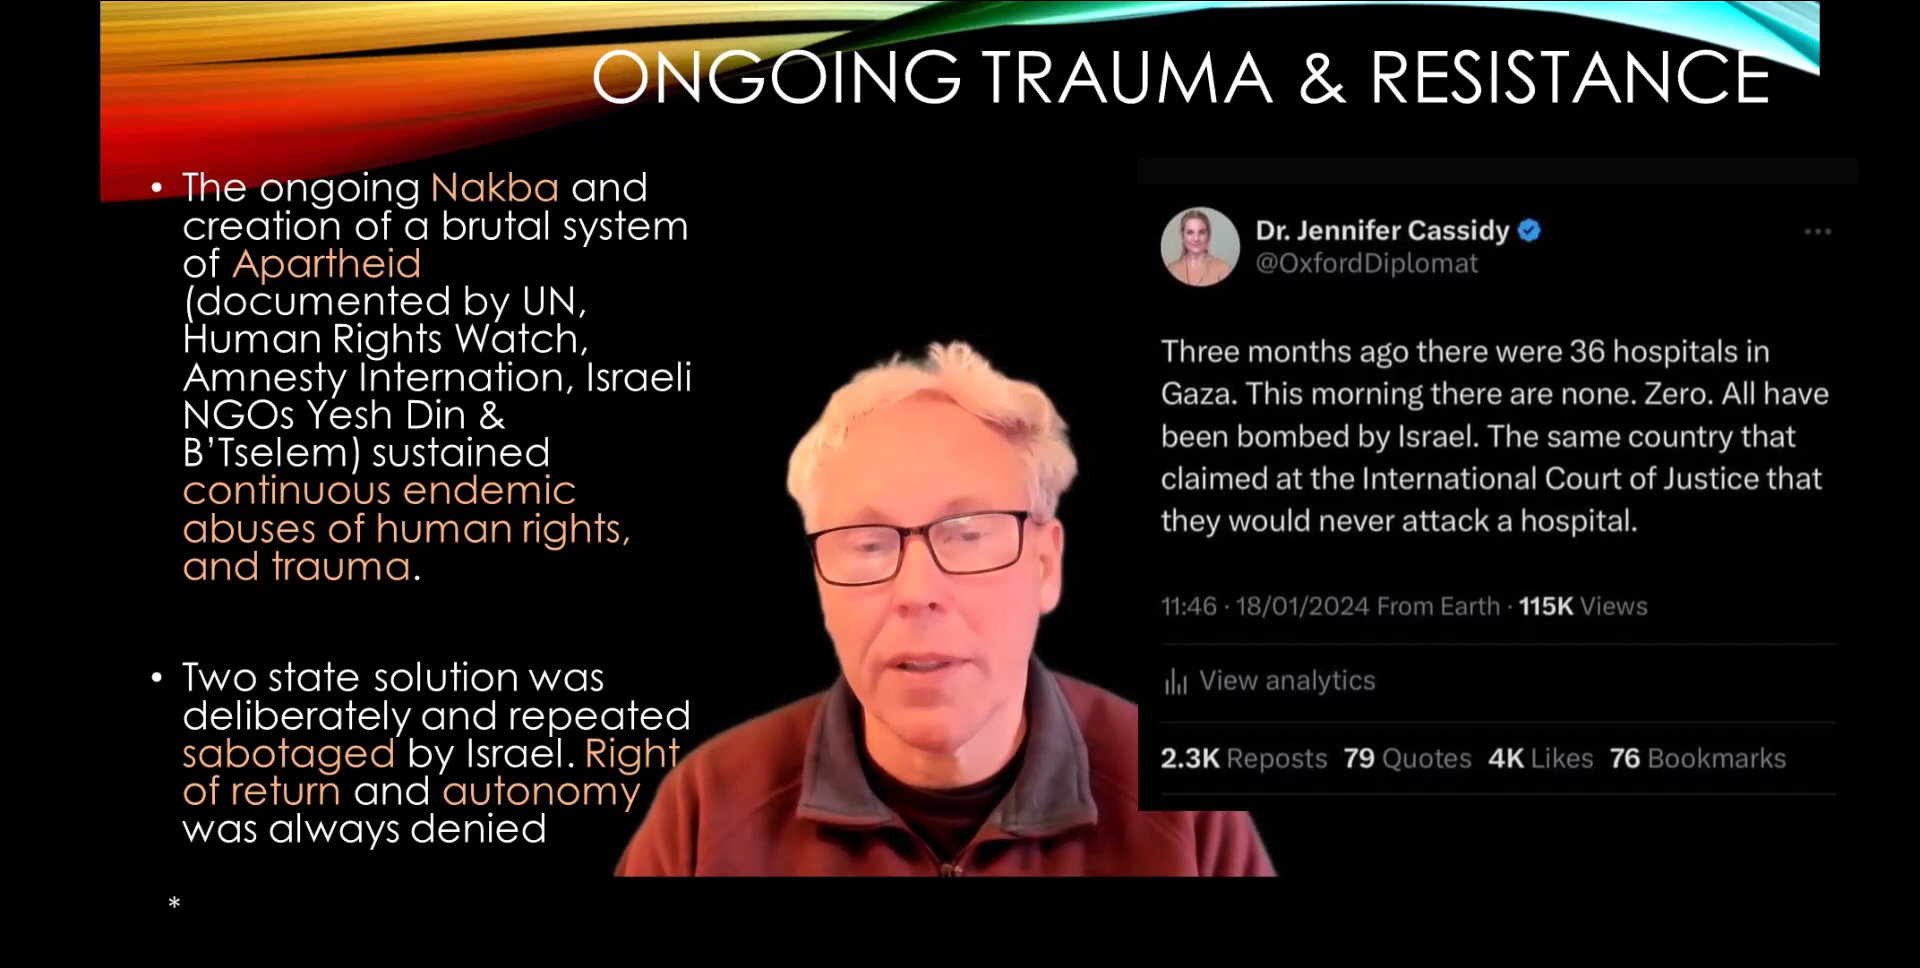 ONGOING TRAUMA & RESISTANCE
• The ongoing Nakba and
creation of a brutal system
of Apartheid
(documented by UN,
Human Rights Watch,
Amnesty Internation, Israeli
NGOs Yesh Din &
B’Tselem) sustained
continuous endemic
abuses of human rights,
and trauma.
• Two state solution was
deliberately and repeated
sabotaged by Israel. Right
of return and autonomy
was always denied
*
Dr. Jennifer Cassidy
@OxfordDiplomat
Three months ago there were 36 hospitals in
Gaza. This morning there are none. Zero. All have
been bombed by Israel. The same country that
claimed at the International Court of Justice that
they would never attack a hospital.
11:46 · 18/01/2024 From Earth · 115K Views
View analytics
2.3K Reposts 79 Quotes 4K Likes 76 Bookmarks